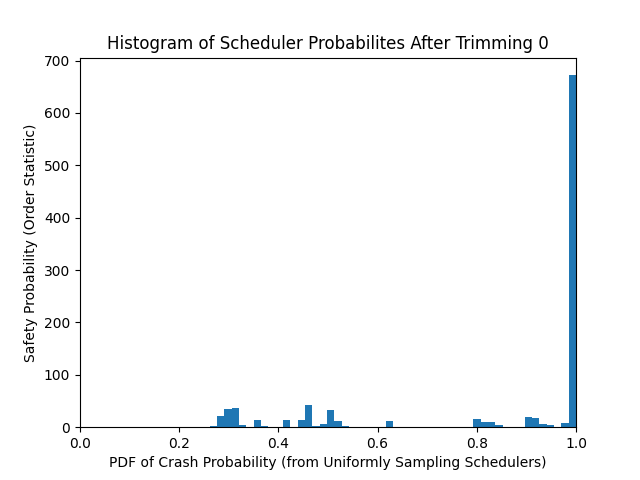 Histogram of Scheduler Probabilites After Trimming 0
700
600
500
400
300
200
100
0
Safety Probability (Order Statistic)
0.0 0.2 0.4 0.6 0.8 1.0
PDF of Crash Probability (from Uniformly Sampling Schedulers)